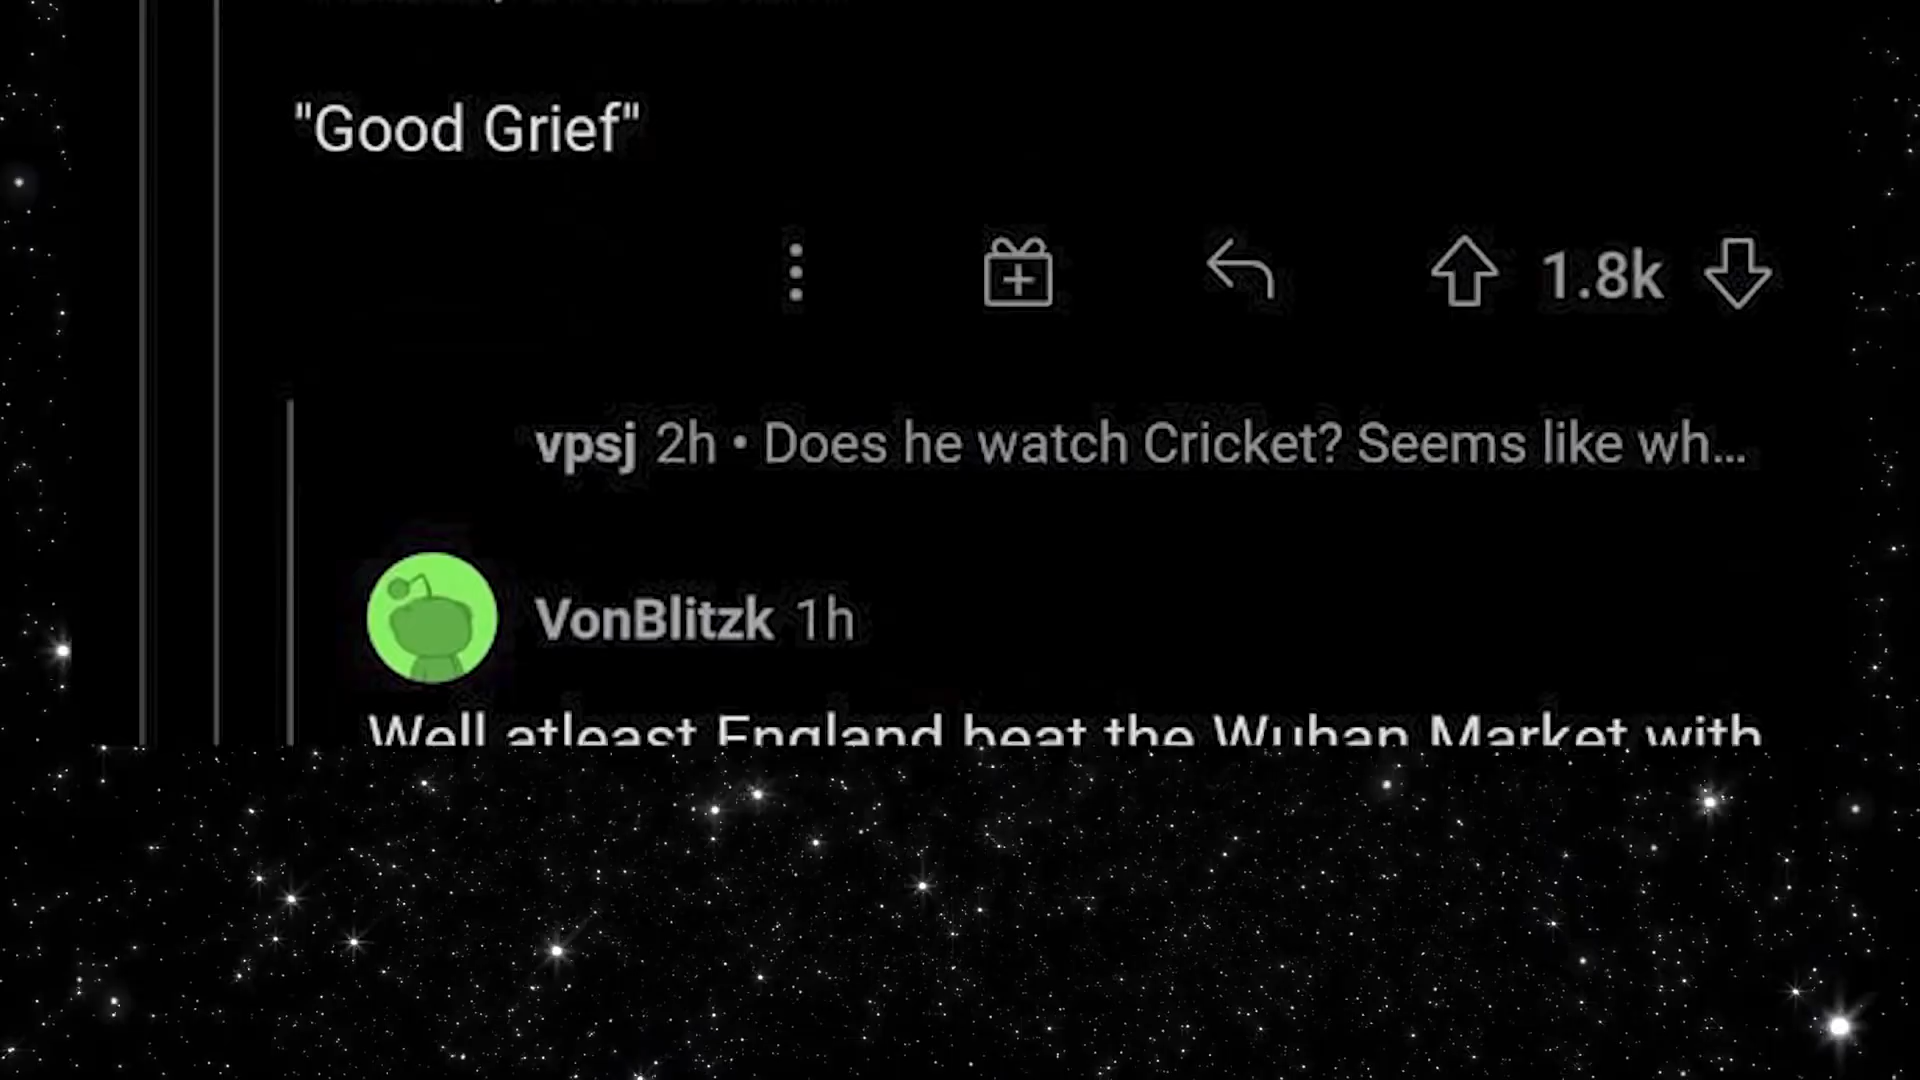 "Good Grief"
1.8k
vpsj 2h • Does he watch Cricket? Seems like wh...
VonBlitzk 1h
Well atleast England beat the Wuhan Market with